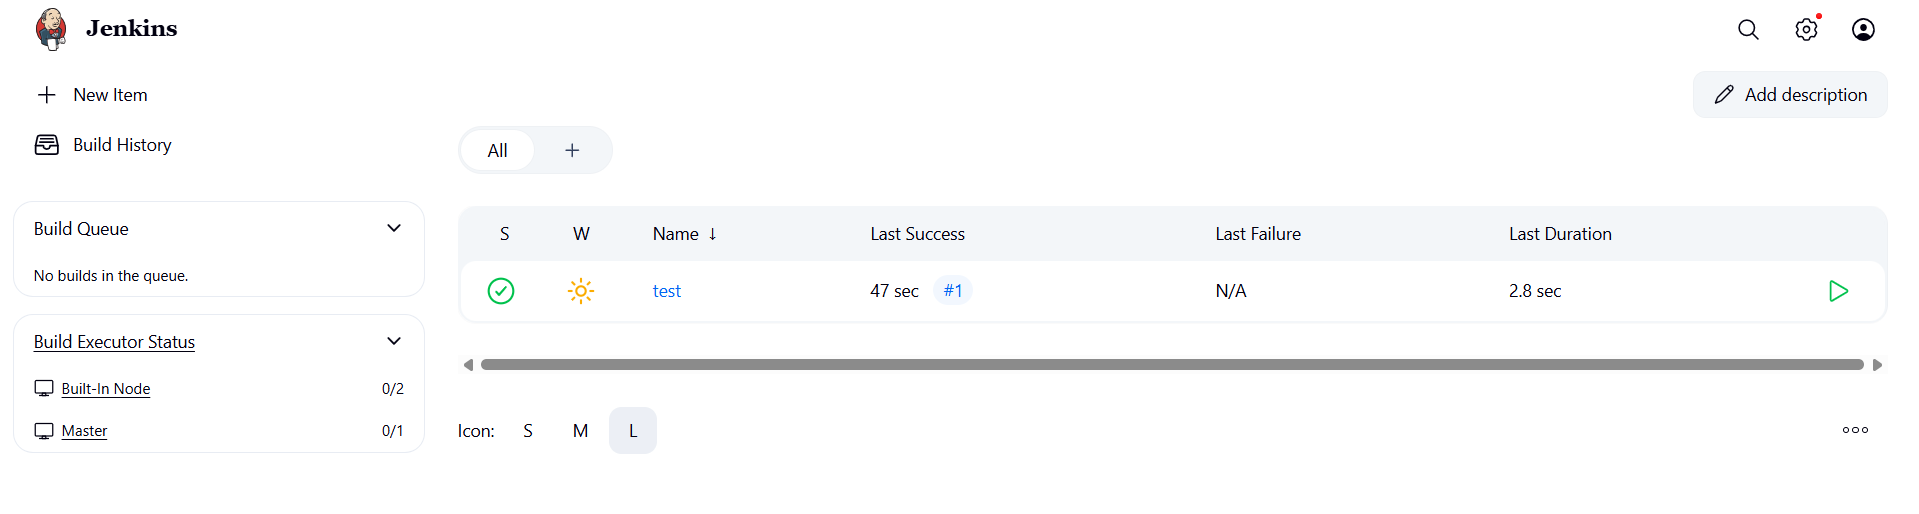 Jenkins
New Item
Build History
Add description
All
Build Queue
No builds in the queue.
Build Executor Status
Built-In Node 0/2
Master 0/1
S W Name ↓ Last Success Last Failure Last Duration
test 47 sec #1 N/A 2.8 sec
Icon: S M L